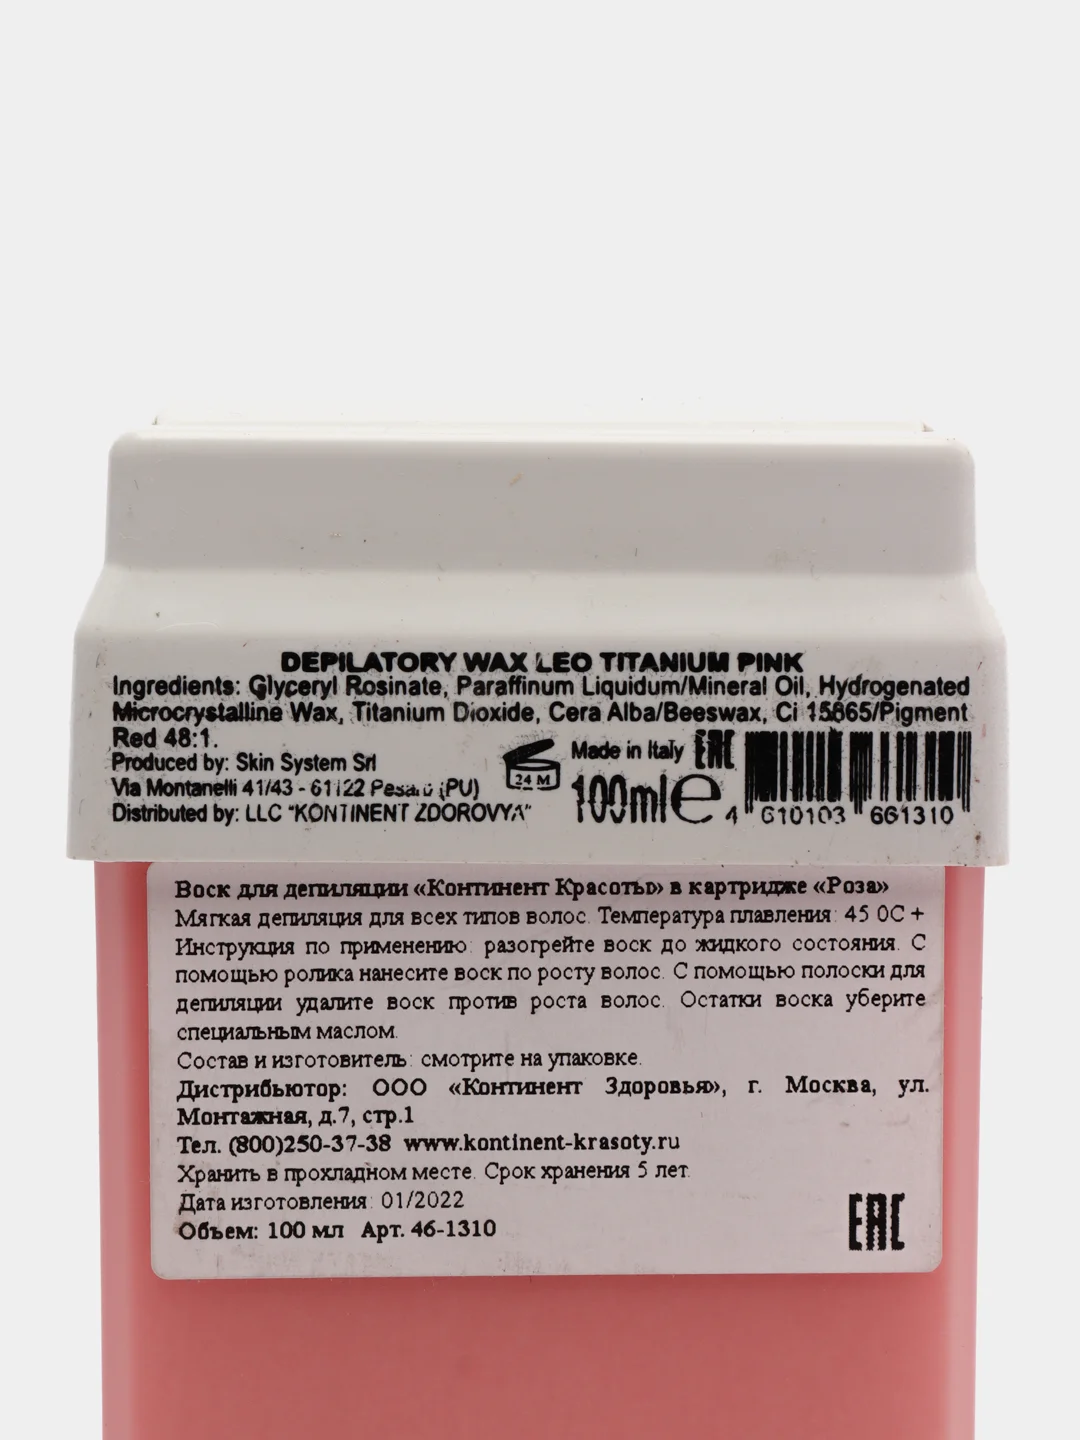 DEPILATORY WAX LEO TITANIUM PINK
Ingredients: Glyceryl Rosinate, Paraffinum Liquidum/Mineral Oil, Hydrogenated
Microcrystalline Wax, Titanium Dioxide, Cera Alba/Beeswax, Ci 15865/Pigment
Red 48:1.
Produced by: Skin System Srl
Via Montanelli 41/43 - 61122 Pesaro (PU)
Distributed by: LLC "KONTINENT ZDOROVYA"
24 M
Made in Italy EAC
100ml e
4 610103 661310
Воск для депиляции «Континент Красоты» в картридже «Роза»
Мягкая депиляция для всех типов волос. Температура плавления: 45 0С +
Инструкция по применению: разогрейте воск до жидкого состояния. С
помощью ролика нанесите воск по росту волос. С помощью полоски для
депиляции удалите воск против роста волос. Остатки воска уберите
специальным маслом.
Состав и изготовитель: смотрите на упаковке.
Дистрибьютор: ООО «Континент Здоровья», г. Москва, ул.
Монтажная, д.7, стр.1
Тел. (800)250-37-38 www.kontinent-krasoty.ru
Хранить в прохладном месте. Срок хранения 5 лет.
Дата изготовления: 01/2022
Объем: 100 мл Арт. 46-1310
EAC